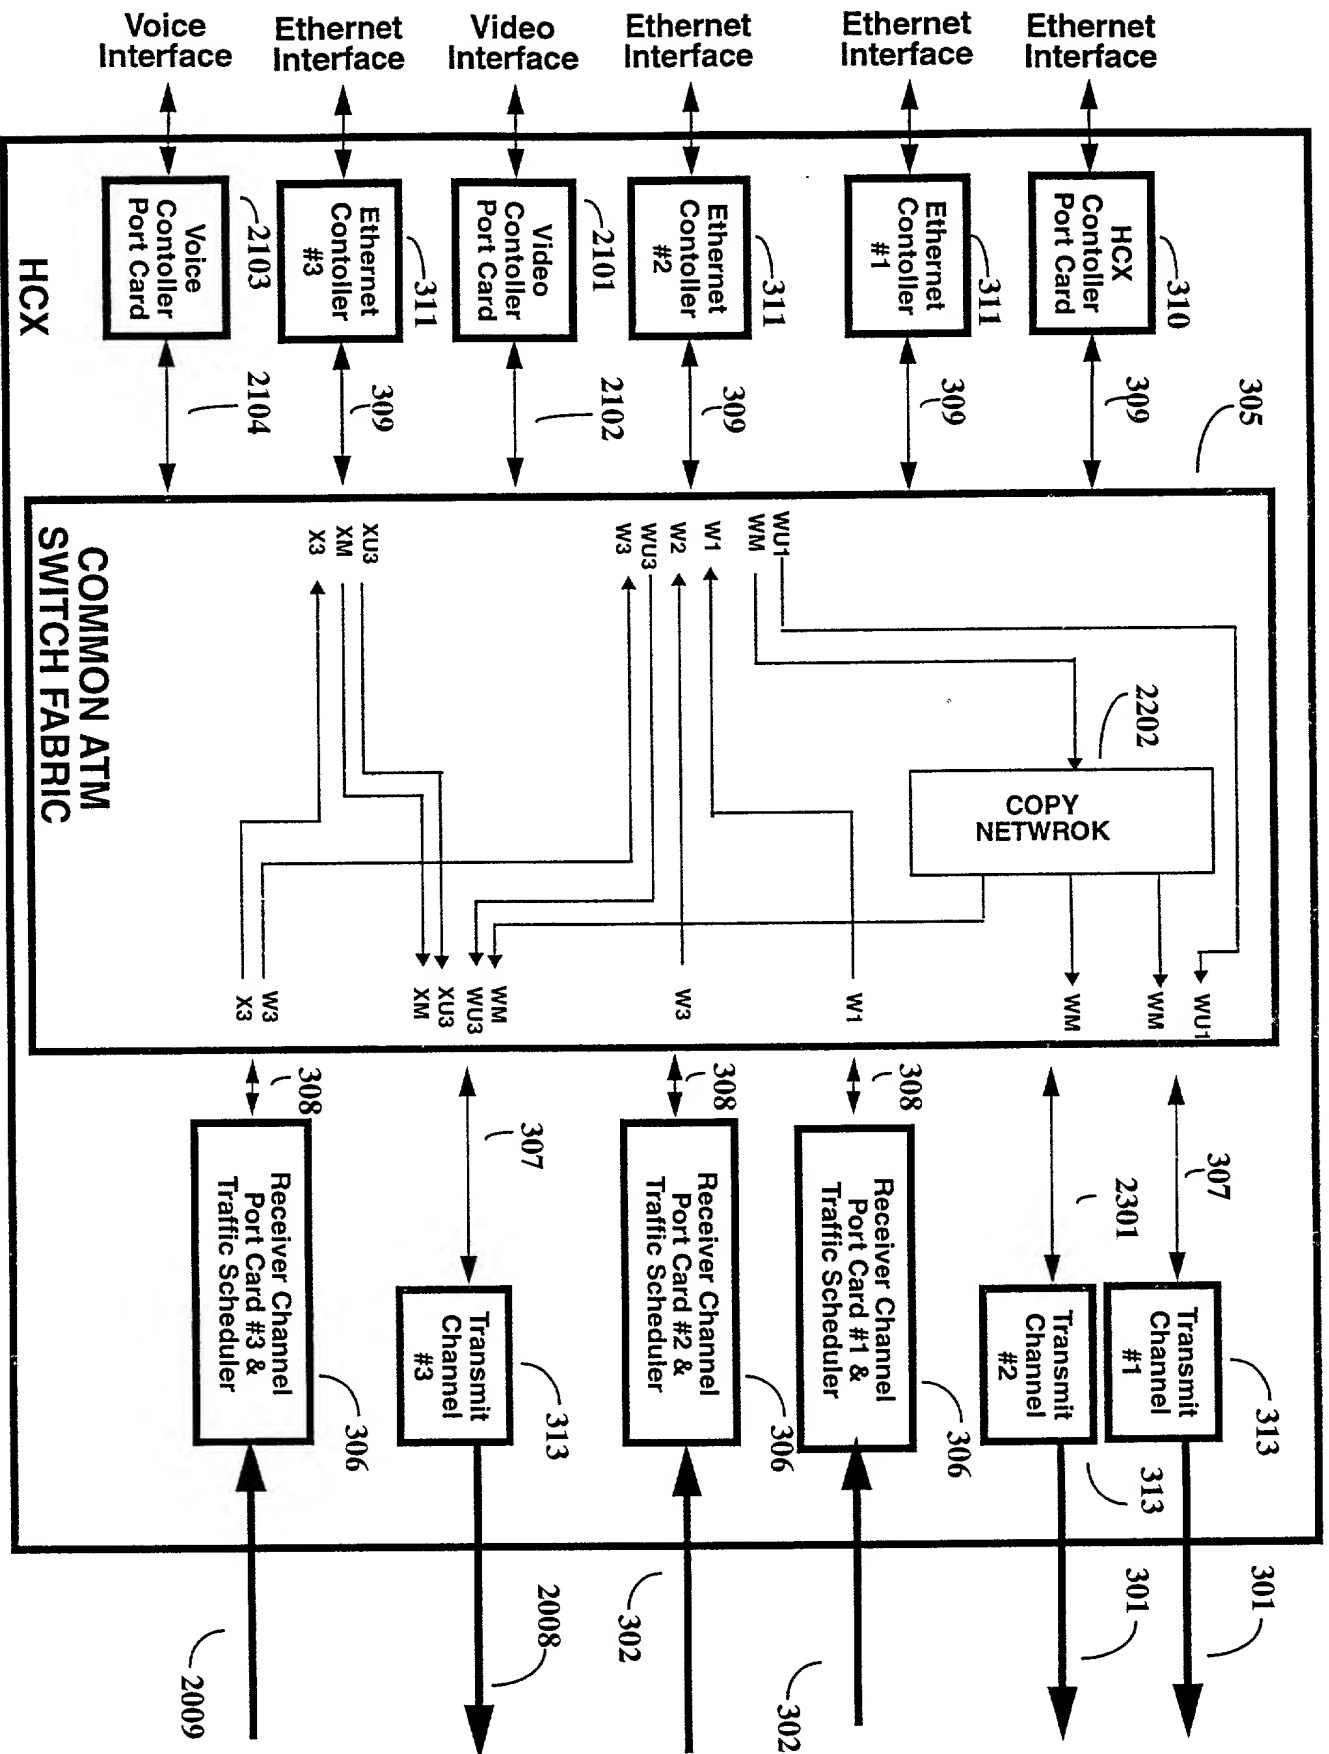 Voice
Interface
Ethernet
Interface
Video
Interface
Ethernet
Interface
Ethernet
Interface
Ethernet
Interface
Voice
Contoller
Port Card
2103
Ethernet
Contoller
#3
311
Video
Contoller
Port Card
2101
Ethernet
Contoller
#2
311
Ethernet
Contoller
#1
311
HCX
Contoller
Port Card
310
HCX
2104
309
2102
309
309
309
305
COMMON ATM
SWITCH FABRIC
X3
XM
XU3
W3
WU3
W2
W1
WM
WU1
2202
COPY
NETWROK
X3
W3
XM
XU3
WU3
WM
W3
W1
WM
WM
WU1
308
307
308
308
2301
307
Receiver Channel
Port Card #3 &
Traffic Scheduler
306
Transmit
Channel
#3
313
Receiver Channel
Port Card #2 &
Traffic Scheduler
306
Receiver Channel
Port Card #1 &
Traffic Scheduler
306
Transmit
Channel
#2
313
Transmit
Channel
#1
313
2009
2008
302
302
301
301